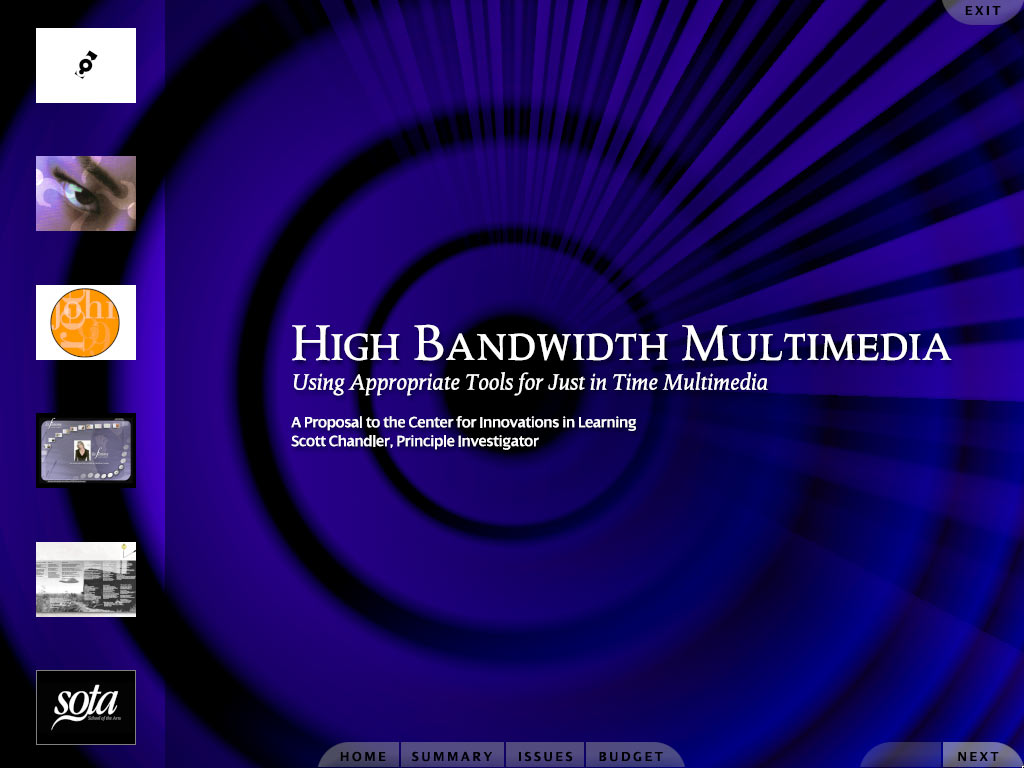 EXIT
HIGH BANDWIDTH MULTIMEDIA
Using Appropriate Tools for Just in Time Multimedia
A Proposal to the Center for Innovations in Learning
Scott Chandler, Principle Investigator
sota
School of the Arts
HOME
SUMMARY
ISSUES
BUDGET
NEXT